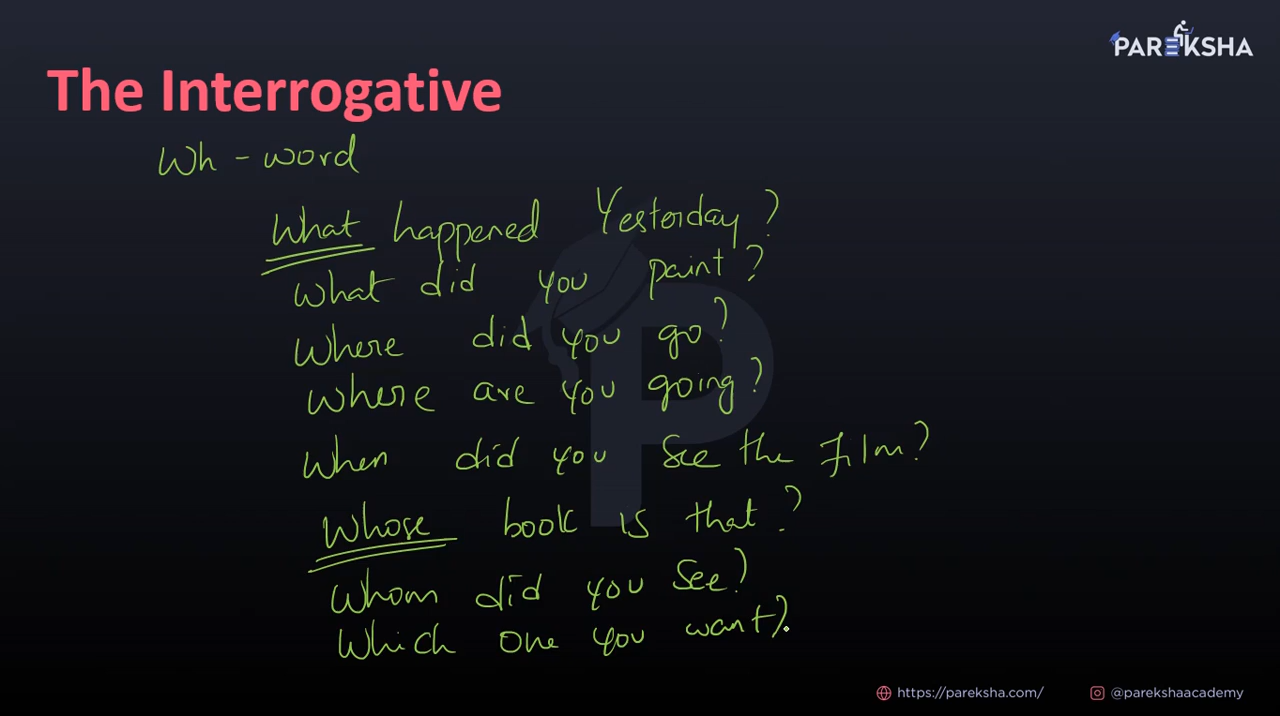 PAREKSHA
The Interrogative
Wh - word
What happened Yesterday?
What did you paint?
Where did you go?
Where are you going?
When did you see the film?
Whose book is that?
Whom did you see?
Which one you want?
https://pareksha.com/ @parekshaacademy